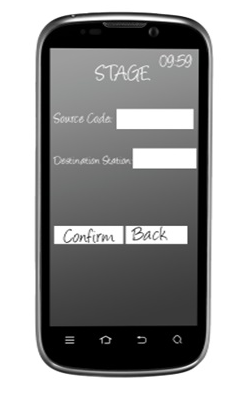 09:59
STAGE
Source Code:
Destination Station
Confirm Back